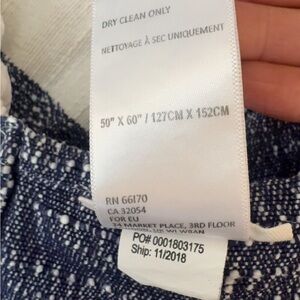 DRY CLEAN ONLY
NETTOYAGE À SEC UNIQUEMENT
50" X 60" / 127CM X 152CM
RN 66170
CA 32054
FOR EU
34 MARKET PLACE, 3RD FLOOR
PO# 0001803175
Ship: 11/2018